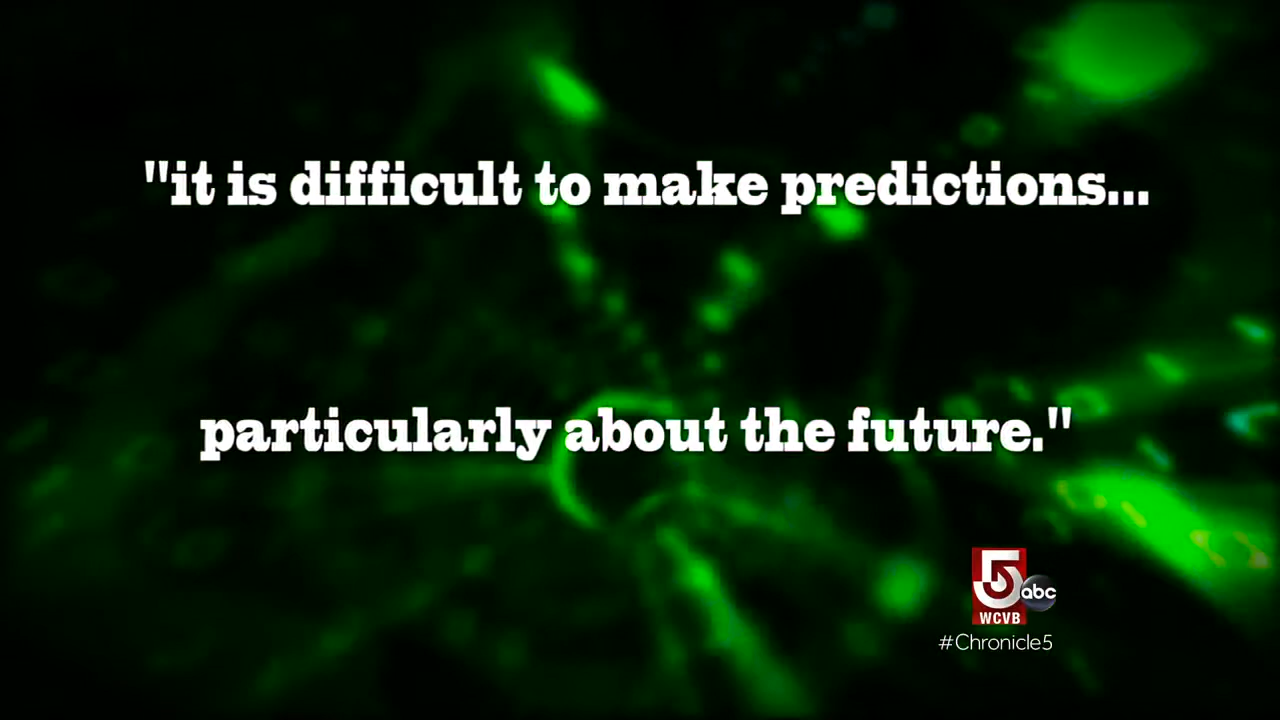 "it is difficult to make predictions...
particularly about the future."
5
abc
WCVB
#Chronicle5